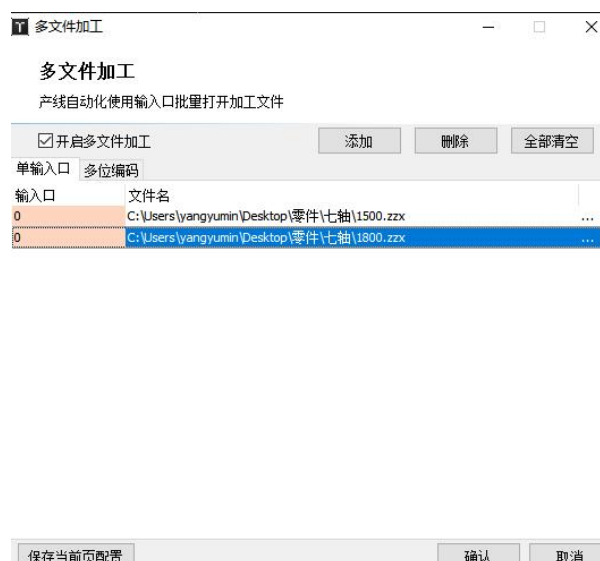 多文件加工
多文件加工
产线自动化使用输入口批量打开加工文件
开启多文件加工 添加 删除 全部清空
单输入口 多位编码
输入口 文件名
0 C:\Users\yangyumin\Desktop\零件\七轴\1500.zzx ...
0 C:\Users\yangyumin\Desktop\零件\七轴\1800.zzx ...
保存当前页配置 确认 取消